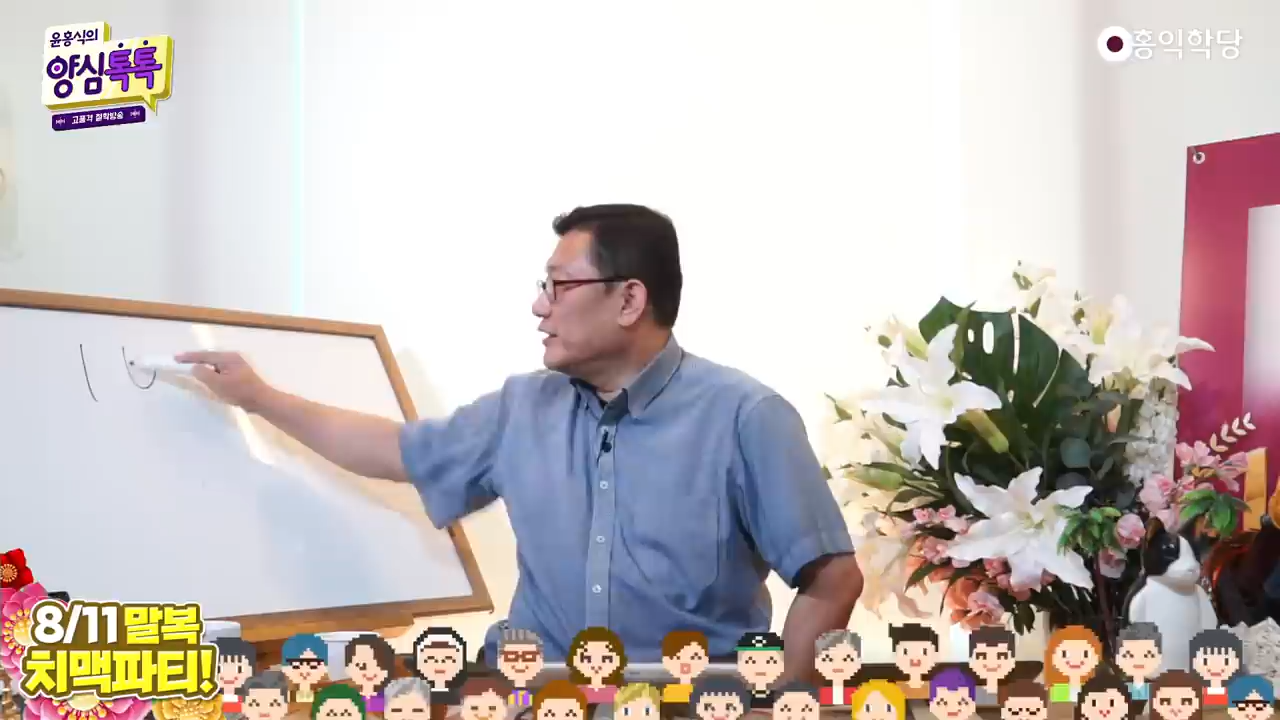 윤홍식의
양심톡톡
고품격 철학방송
홍익학당
8/11 말복
치맥파티!